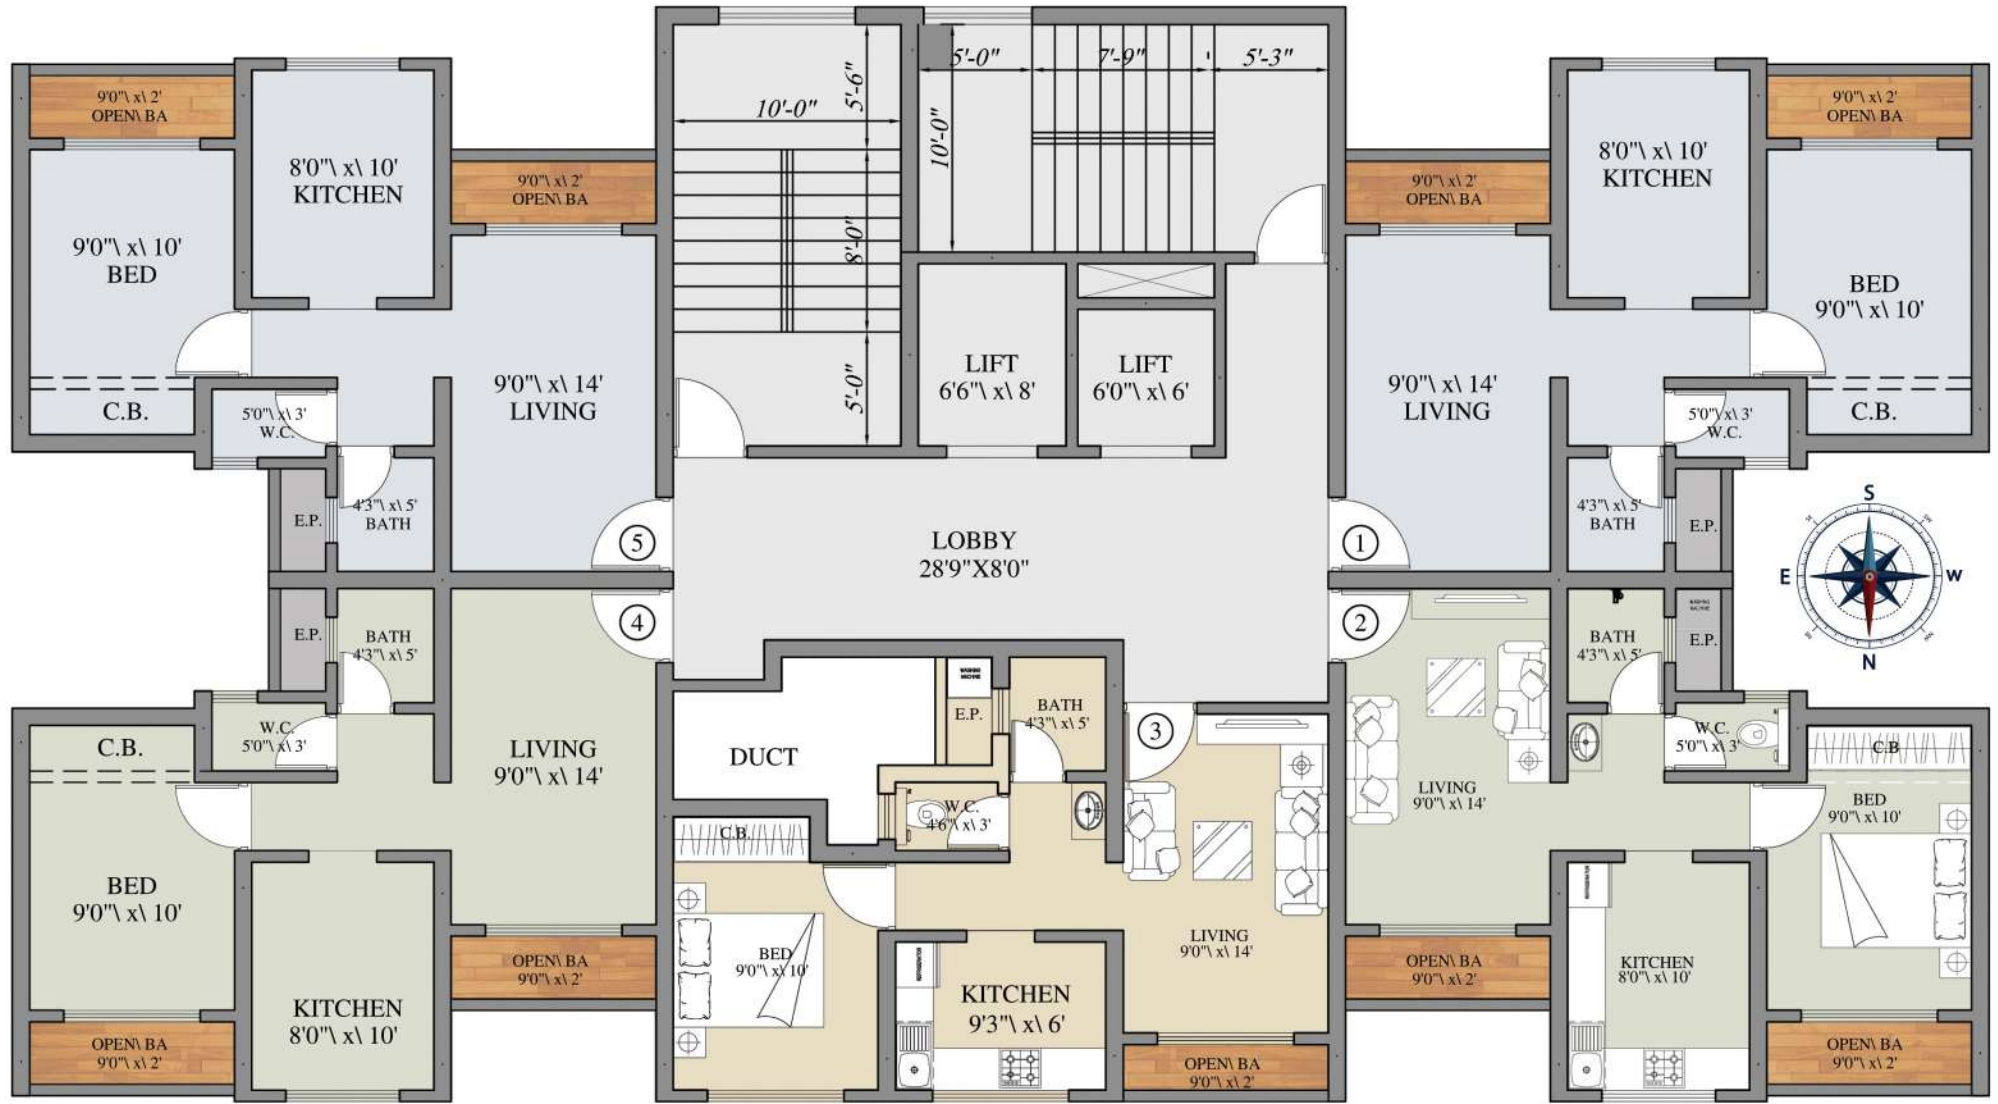 9'0"\ x\ 2'
OPEN\ BA
8'0"\ x\ 10'
KITCHEN
9'0"\ x\ 10'
BED
C.B.
5'0"\ x\ 3'
W.C.
E.P.
4'3"\ x\ 5'
BATH
9'0"\ x\ 2'
OPEN\ BA
9'0"\ x\ 14'
LIVING
5
10'-0"
5'-6"
8'-0"
5'-0"
5'-0"
7'-9"
5'-3"
10'-0"
LIFT
6'6"\ x\ 8'
LIFT
6'0"\ x\ 6'
LOBBY
28'9"X8'0"
9'0"\ x\ 2'
OPEN\ BA
9'0"\ x\ 14'
LIVING
1
8'0"\ x\ 10'
KITCHEN
9'0"\ x\ 2'
OPEN\ BA
BED
9'0"\ x\ 10'
C.B.
5'0"\ x\ 3'
W.C.
4'3"\ x\ 5'
BATH
E.P.
S
E
W
N
E.P.
BATH
4'3"\ x\ 5'
4
W.C.
5'0"\ x\ 3'
C.B.
LIVING
9'0"\ x\ 14'
BED
9'0"\ x\ 10'
KITCHEN
8'0"\ x\ 10'
OPEN\ BA
9'0"\ x\ 2'
OPEN\ BA
9'0"\ x\ 2'
DUCT
WASHING
MACHINE
E.P.
BATH
4'3"\ x\ 5'
3
W.C.
4'6"\ x\ 3'
C.B.
BED
9'0"\ x\ 10'
KITCHEN
9'3"\ x\ 6'
LIVING
9'0"\ x\ 14'
OPEN\ BA
9'0"\ x\ 2'
2
BATH
4'3"\ x\ 5'
E.P.
W.C.
5'0"\ x\ 3'
C.B
LIVING
9'0"\ x\ 14'
BED
9'0"\ x\ 10'
KITCHEN
8'0"\ x\ 10'
OPEN\ BA
9'0"\ x\ 2'
OPEN\ BA
9'0"\ x\ 2'